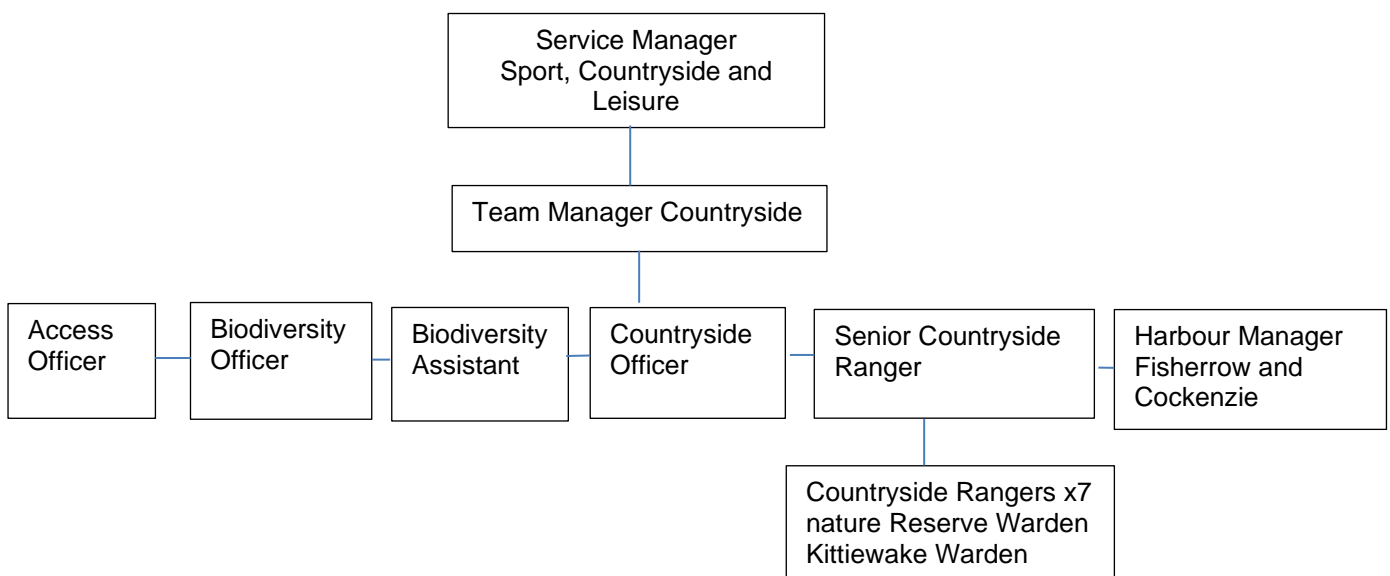 Service Manager
Sport, Countryside and
Leisure
Team Manager Countryside
Access
Officer
Biodiversity
Officer
Biodiversity
Assistant
Countryside
Officer
Senior Countryside
Ranger
Harbour Manager
Fisherrow and
Cockenzie
Countryside Rangers x7
nature Reserve Warden
Kittiewake Warden